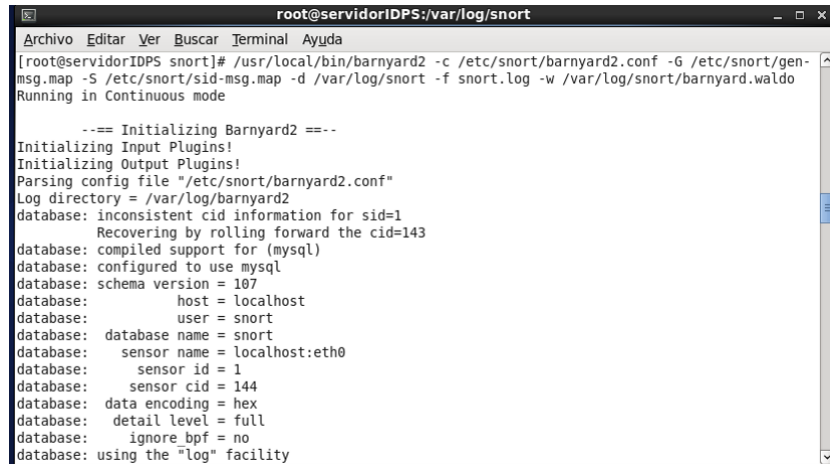 root@servidorIDPS:/var/log/snort
Archivo Editar Ver Buscar Terminal Ayuda
[root@servidorIDPS snort]# /usr/local/bin/barnyard2 -c /etc/snort/barnyard2.conf -G /etc/snort/gen-
msg.map -S /etc/snort/sid-msg.map -d /var/log/snort -f snort.log -w /var/log/snort/barnyard.waldo
Running in Continuous mode
--== Initializing Barnyard2 ==--
Initializing Input Plugins!
Initializing Output Plugins!
Parsing config file "/etc/snort/barnyard2.conf"
Log directory = /var/log/barnyard2
database: inconsistent cid information for sid=1
Recovering by rolling forward the cid=143
database: compiled support for (mysql)
database: configured to use mysql
database: schema version = 107
database: host = localhost
database: user = snort
database: database name = snort
database: sensor name = localhost:eth0
database: sensor id = 1
database: sensor cid = 144
database: data encoding = hex
database: detail level = full
database: ignore_bpf = no
database: using the "log" facility